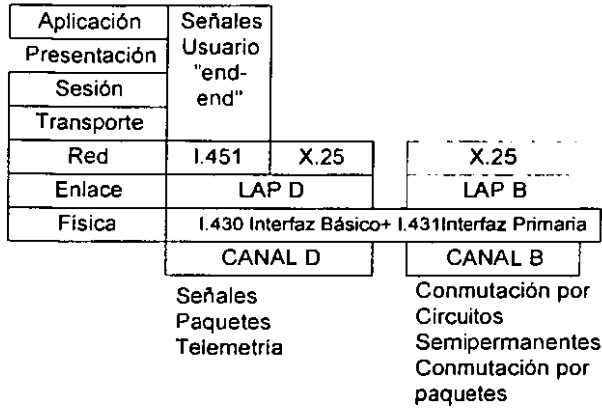 Aplicación
Señales
Usuario
"end-
end"
Presentación
Sesión
Transporte
Red
I.451
X.25
X.25
Enlace
LAP D
LAP B
Física
I.430 Interfaz Básico+ I.431Interfaz Primaria
CANAL D
CANAL B
Señales
Paquetes
Telemetría
Conmutación por
Circuitos
Semipermanentes
Conmutación por
paquetes